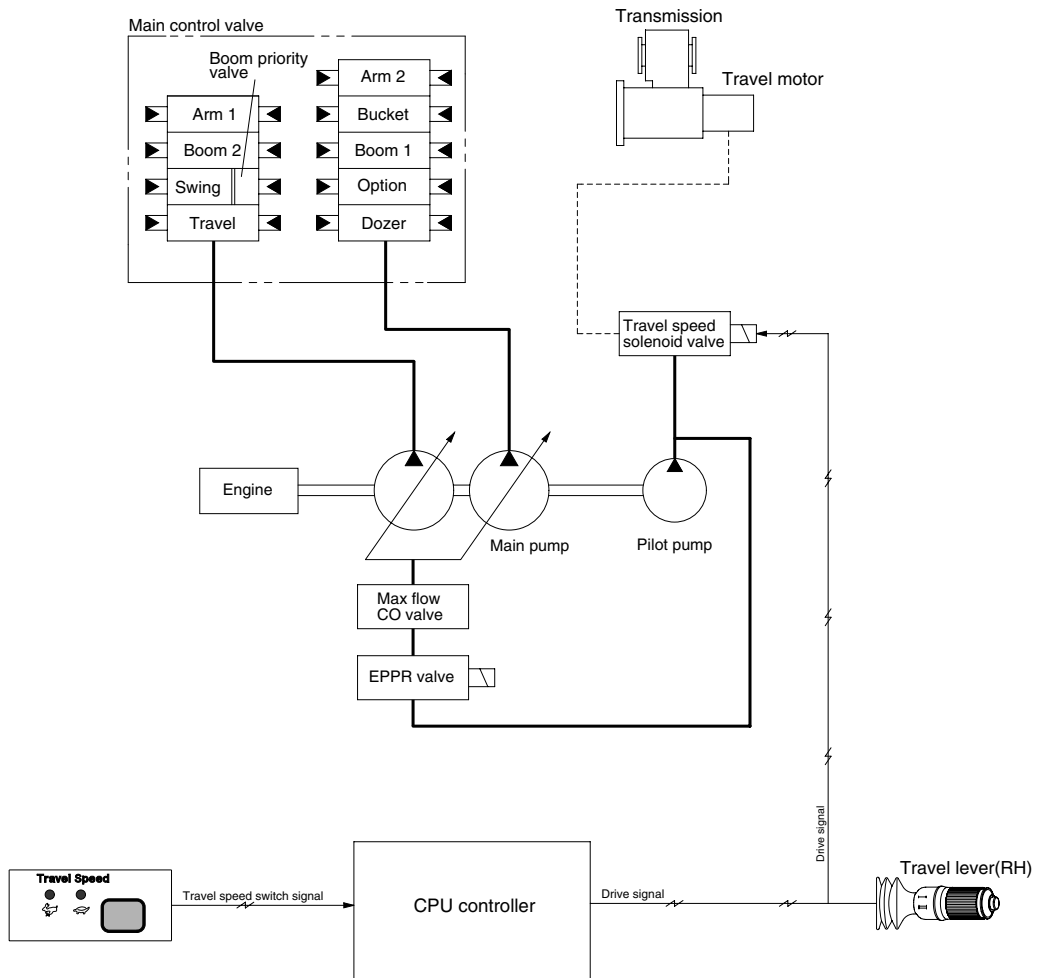 Main control valve
Boom priority
valve
Arm 1
Boom 2
Swing
Travel
Arm 2
Bucket
Boom 1
Option
Dozer
Transmission
Travel motor
Travel speed
solenoid valve
Engine
Main pump
Pilot pump
Max flow
CO valve
EPPR valve
Drive signal
Travel Speed
Travel speed switch signal
CPU controller
Drive signal
Travel lever(RH)
I
II